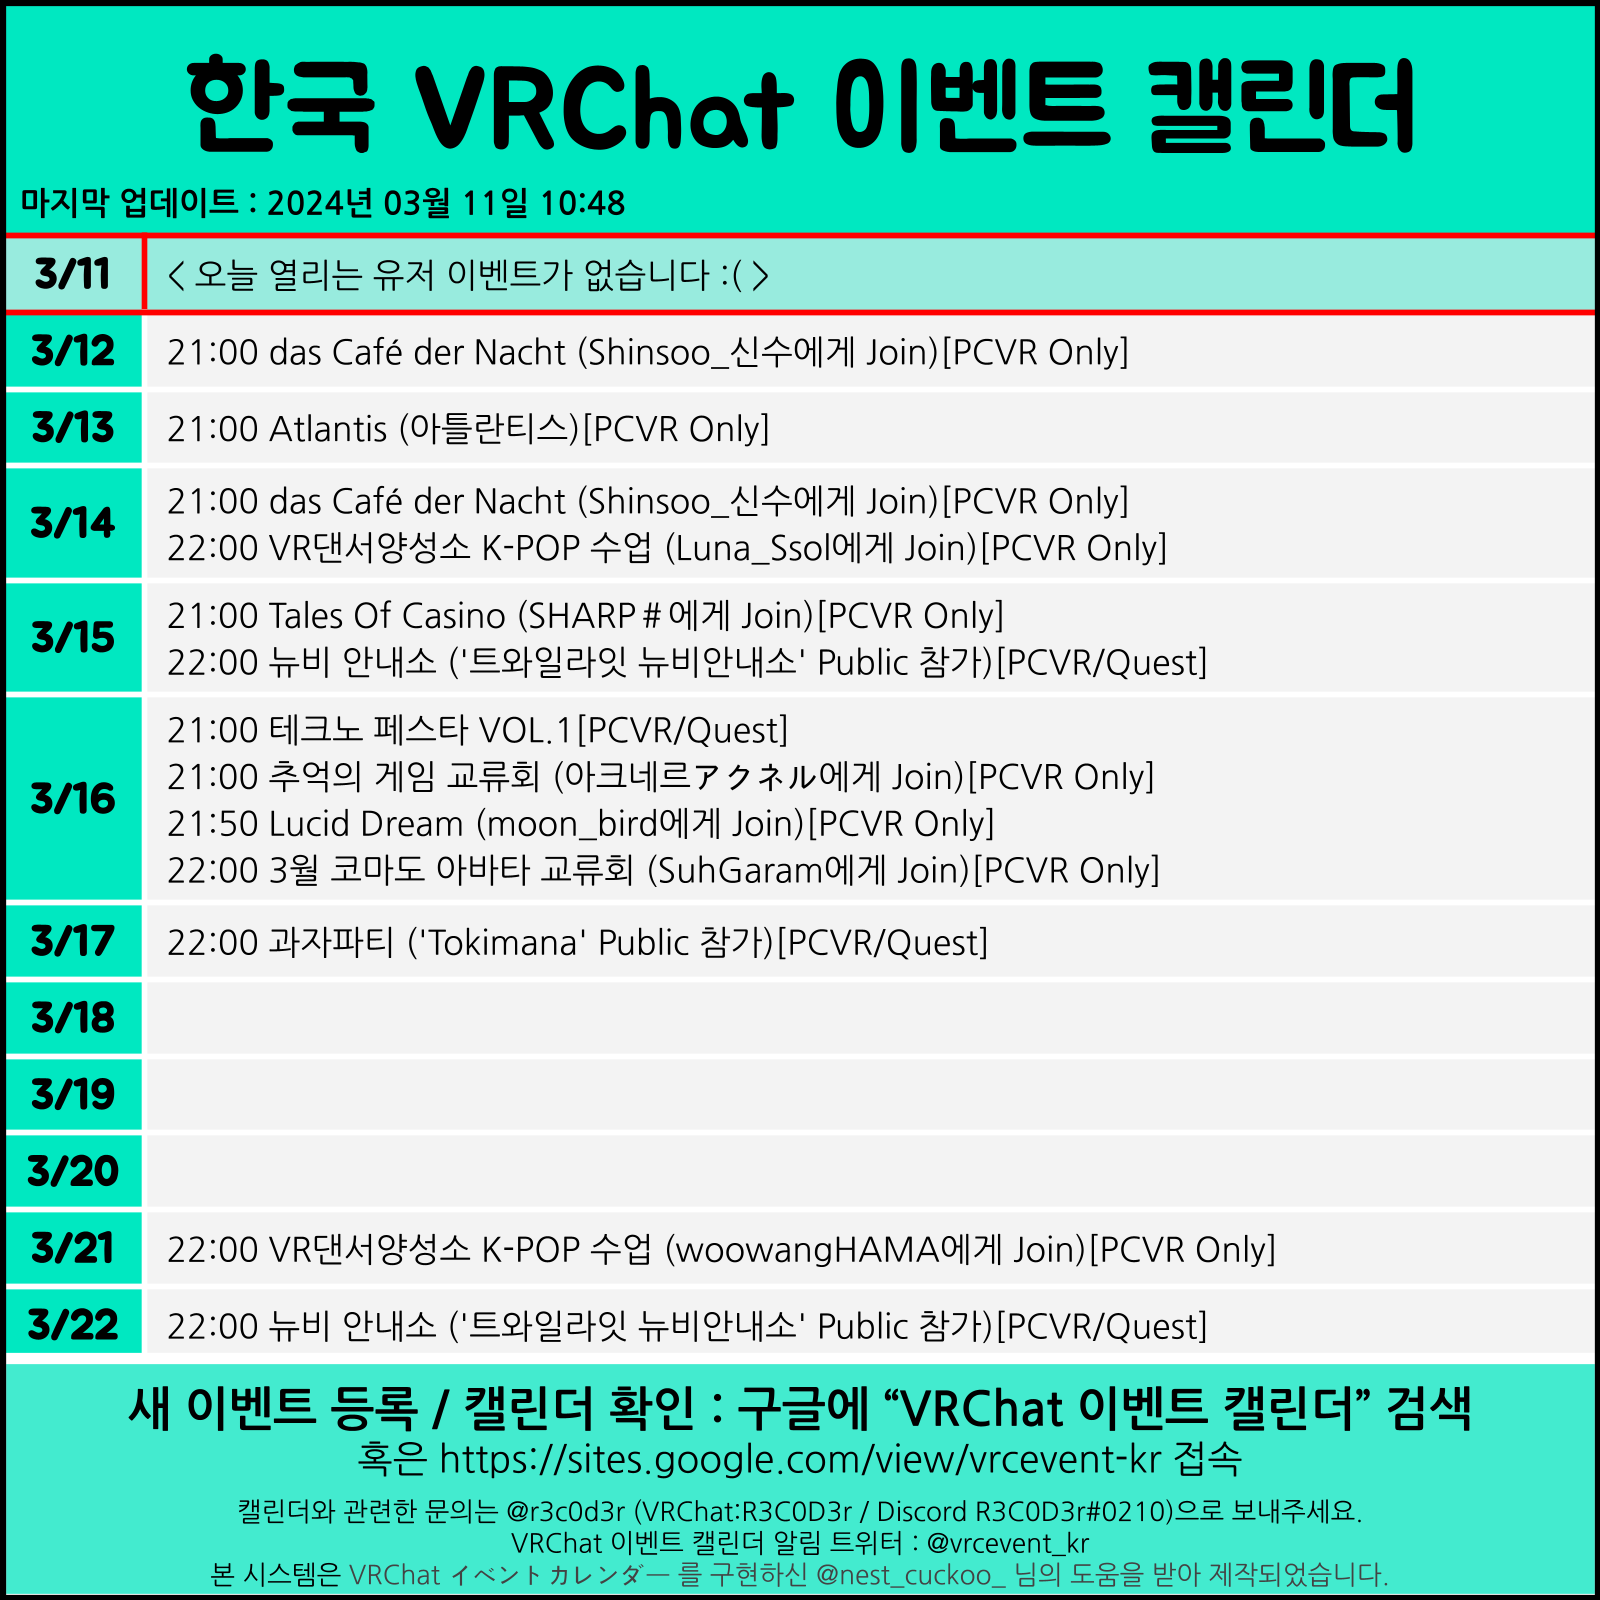 한국 VRChat 이벤트 캘린더
마지막 업데이트 : 2024년 03월 11일 10:48
3/11 < 오늘 열리는 유저 이벤트가 없습니다 :( >
3/12 21:00 das Café der Nacht (Shinsoo_신수에게 Join)[PCVR Only]
3/13 21:00 Atlantis (아틀란티스)[PCVR Only]
3/14 21:00 das Café der Nacht (Shinsoo_신수에게 Join)[PCVR Only]
22:00 VR댄서양성소 K-POP 수업 (Luna_Ssol에게 Join)[PCVR Only]
3/15 21:00 Tales Of Casino (SHARP＃에게 Join)[PCVR Only]
22:00 뉴비 안내소 ('트와일라잇 뉴비안내소' Public 참가)[PCVR/Quest]
3/16 21:00 테크노 페스타 VOL.1[PCVR/Quest]
21:00 추억의 게임 교류회 (아크네르アクネル에게 Join)[PCVR Only]
21:50 Lucid Dream (moon_bird에게 Join)[PCVR Only]
22:00 3월 코마도 아바타 교류회 (SuhGaram에게 Join)[PCVR Only]
3/17 22:00 과자파티 ('Tokimana' Public 참가)[PCVR/Quest]
3/18
3/19
3/20
3/21 22:00 VR댄서양성소 K-POP 수업 (woowangHAMA에게 Join)[PCVR Only]
3/22 22:00 뉴비 안내소 ('트와일라잇 뉴비안내소' Public 참가)[PCVR/Quest]
새 이벤트 등록 / 캘린더 확인 : 구글에 “VRChat 이벤트 캘린더” 검색
혹은 https://sites.google.com/view/vrcevent-kr 접속
캘린더와 관련한 문의는 @r3c0d3r (VRChat:R3C0D3r / Discord R3C0D3r#0210)으로 보내주세요.
VRChat 이벤트 캘린더 알림 트위터 : @vrcevent_kr
본 시스템은 VRChat イベントカレンダー 를 구현하신 @nest_cuckoo_ 님의 도움을 받아 제작되었습니다.